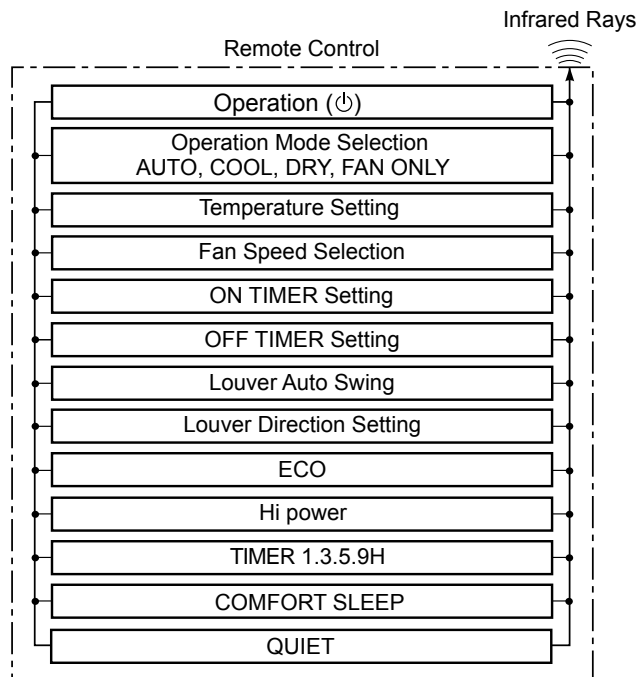 Infrared Rays
Remote Control
Operation (⏻)
Operation Mode Selection
AUTO, COOL, DRY, FAN ONLY
Temperature Setting
Fan Speed Selection
ON TIMER Setting
OFF TIMER Setting
Louver Auto Swing
Louver Direction Setting
ECO
Hi power
TIMER 1.3.5.9H
COMFORT SLEEP
QUIET